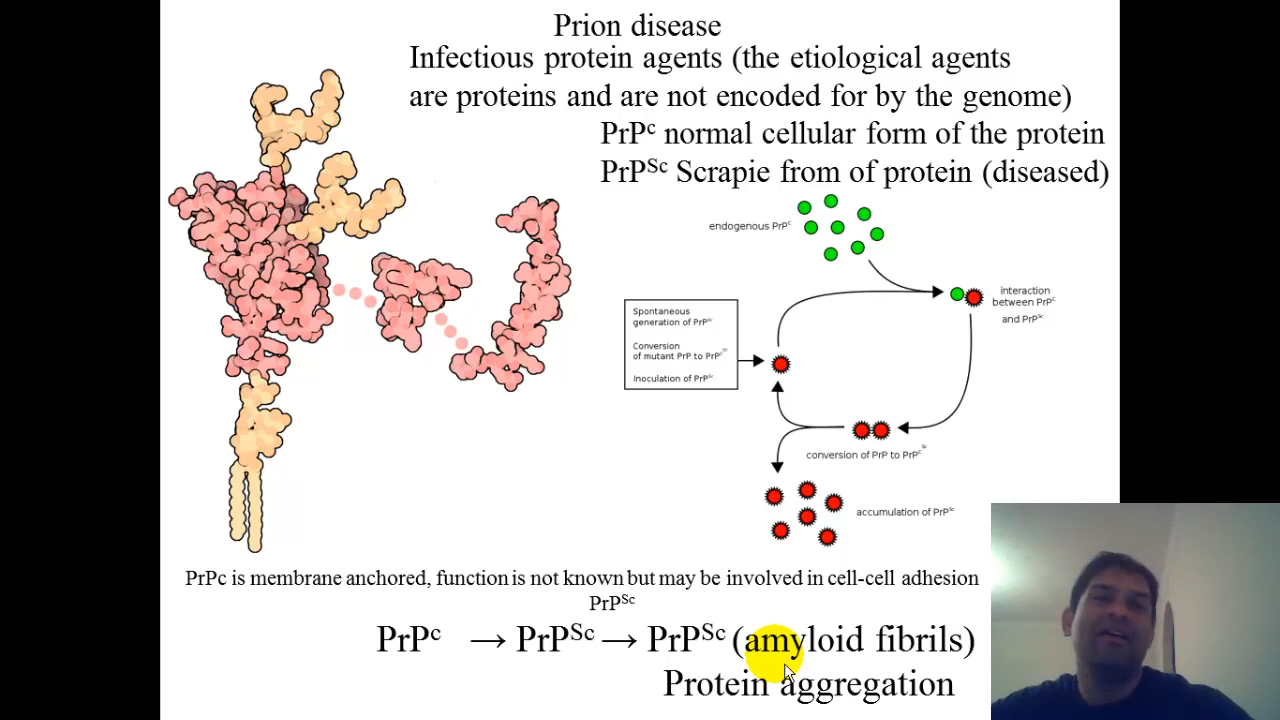 Prion disease
Infectious protein agents (the etiological agents
are proteins and are not encoded for by the genome)
PrPc normal cellular form of the protein
PrPSc Scrapie from of protein (diseased)
endogenous PrPc
interaction
between PrPc
and PrPSc
Spontaneous
generation of PrPSc
Conversion
of mutant PrP to PrPcSc
Inoculation of PrPSc
conversion of PrP to PrPcSc
accumulation of PrPSc
PrPc is membrane anchored, function is not known but may be involved in cell-cell adhesion
PrPSc
PrPc → PrPSc → PrPSc (amyloid fibrils)
Protein aggregation